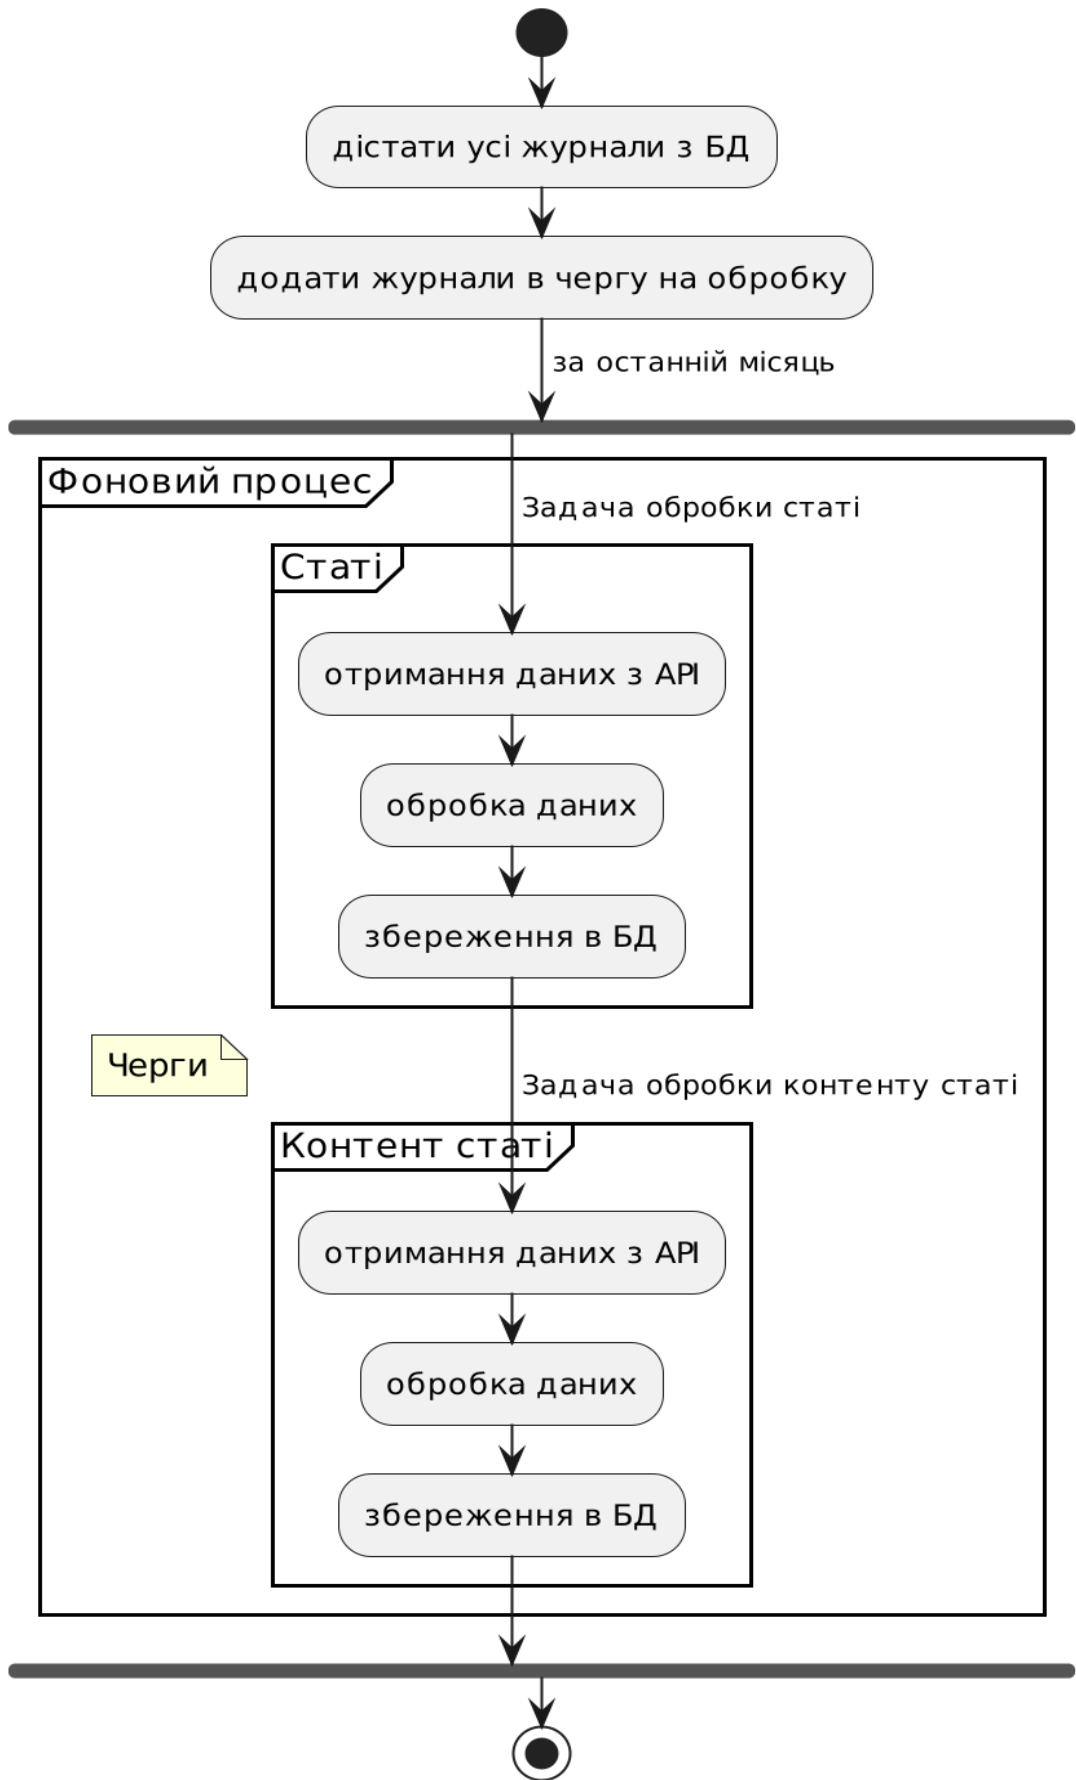 дістати усі журнали з БД
додати журнали в чергу на обробку
за останній місяць
Фоновий процес
Задача обробки статі
Статі
отримання даних з API
обробка даних
збереження в БД
Черги
Задача обробки контенту статі
Контент статі
отримання даних з API
обробка даних
збереження в БД